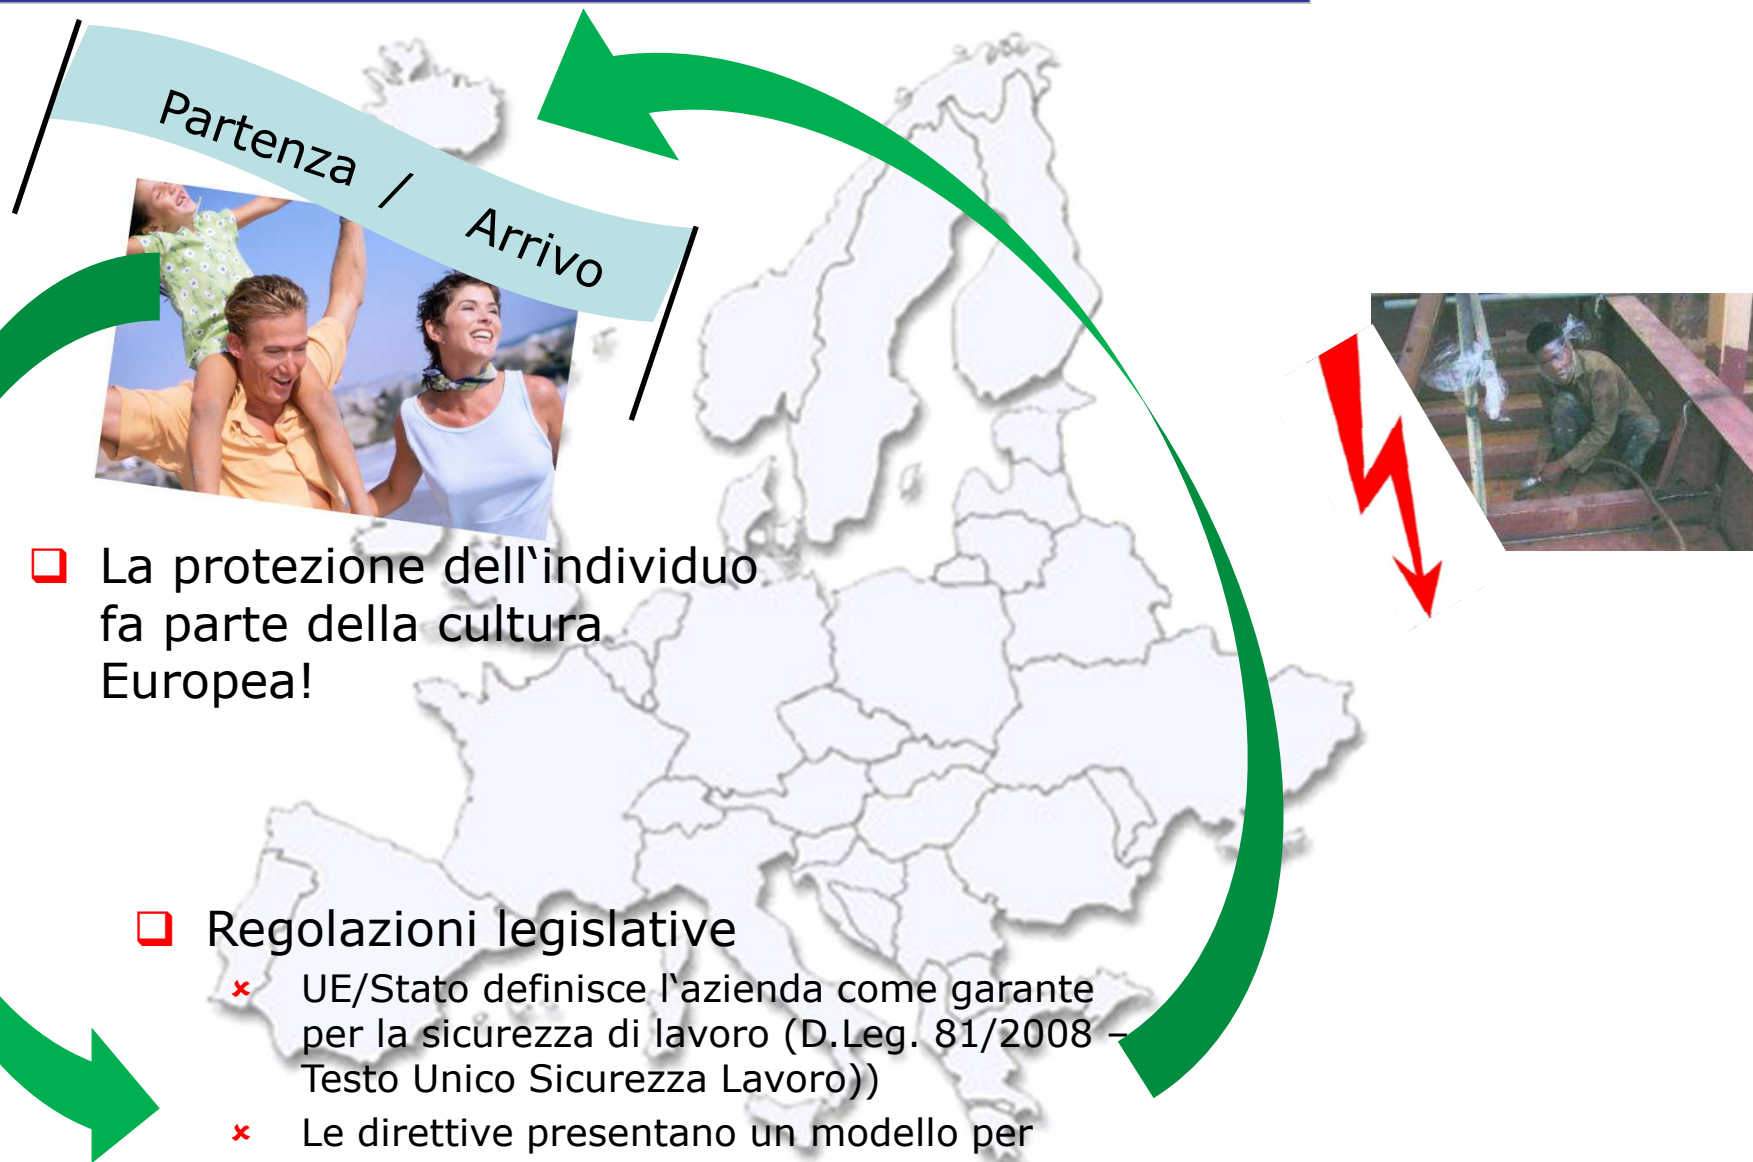 Partenza / Arrivo
La protezione dell‘individuo
fa parte della cultura
Europea!
Regolazioni legislative
UE/Stato definisce l‘azienda come garante
per la sicurezza di lavoro (D.Leg. 81/2008 –
Testo Unico Sicurezza Lavoro))
Le direttive presentano un modello per